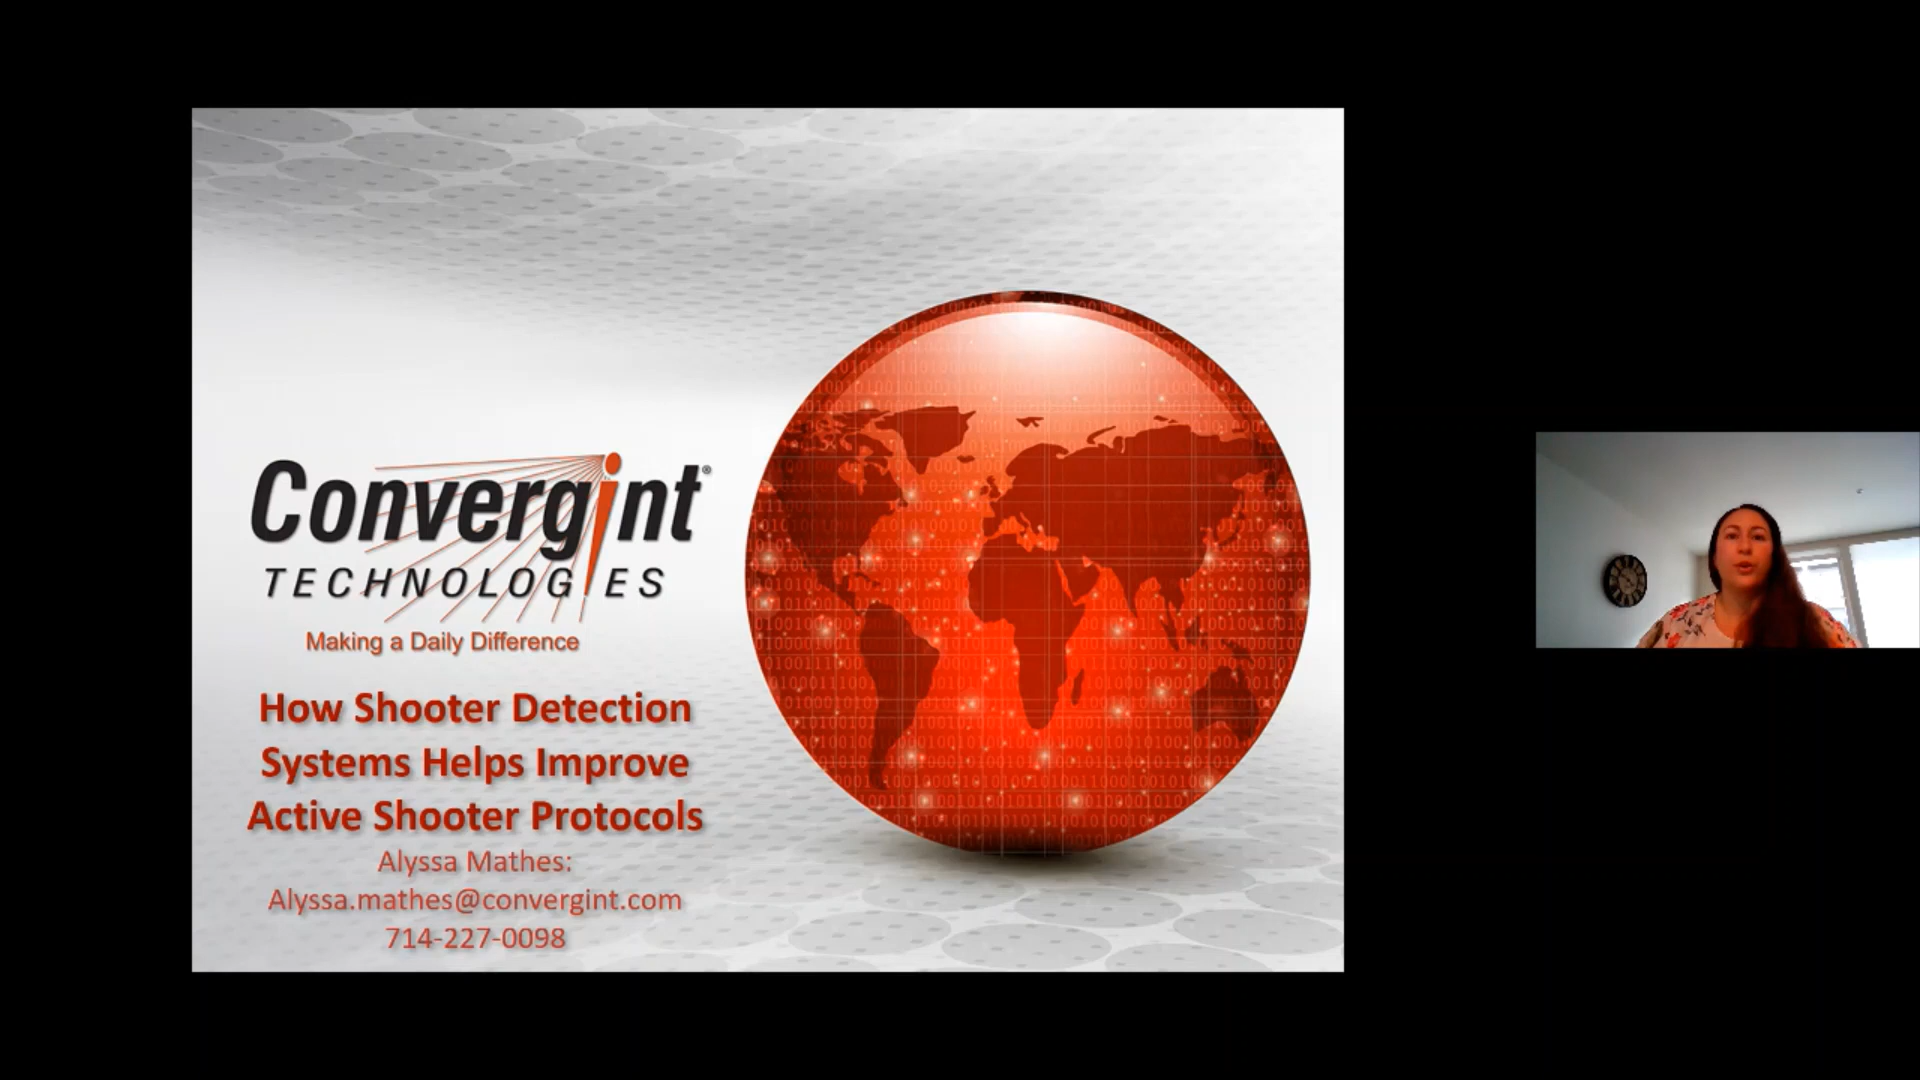 Convergint®
TECHNOLOGIES
Making a Daily Difference
How Shooter Detection
Systems Helps Improve
Active Shooter Protocols
Alyssa Mathes:
Alyssa.mathes@convergint.com
714-227-0098